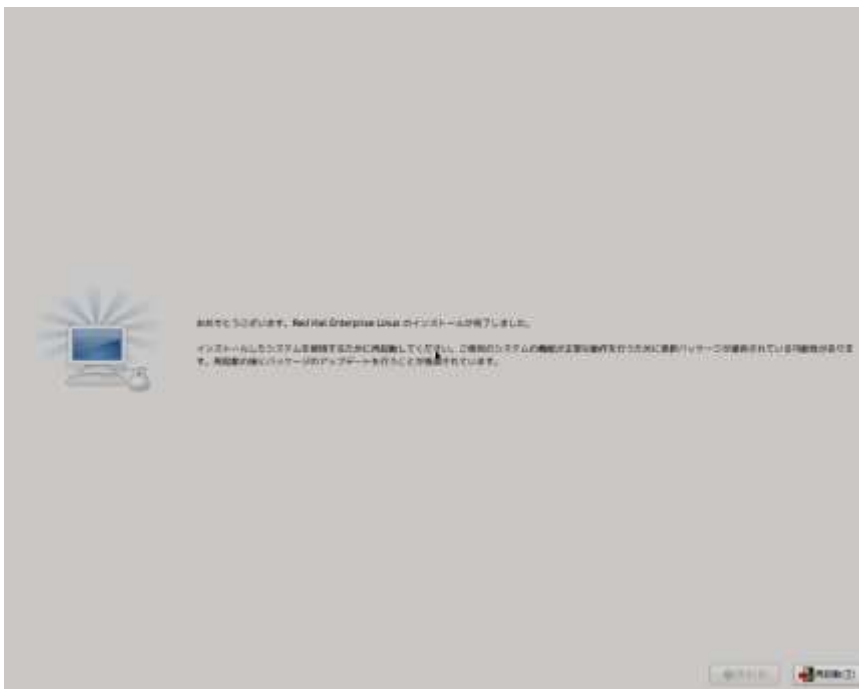 おめでとうございます。Red Hat Enterprise Linux のインストールが完了しました。
インストールしたシステムを使用するために再起動してください。ご使用のシステムの機能が正常な動作を行うために更新パッケージが提供されている可能性がありま
す。再起動の後にパッケージのアップデートを行うことが推奨されています。
再起動(T)